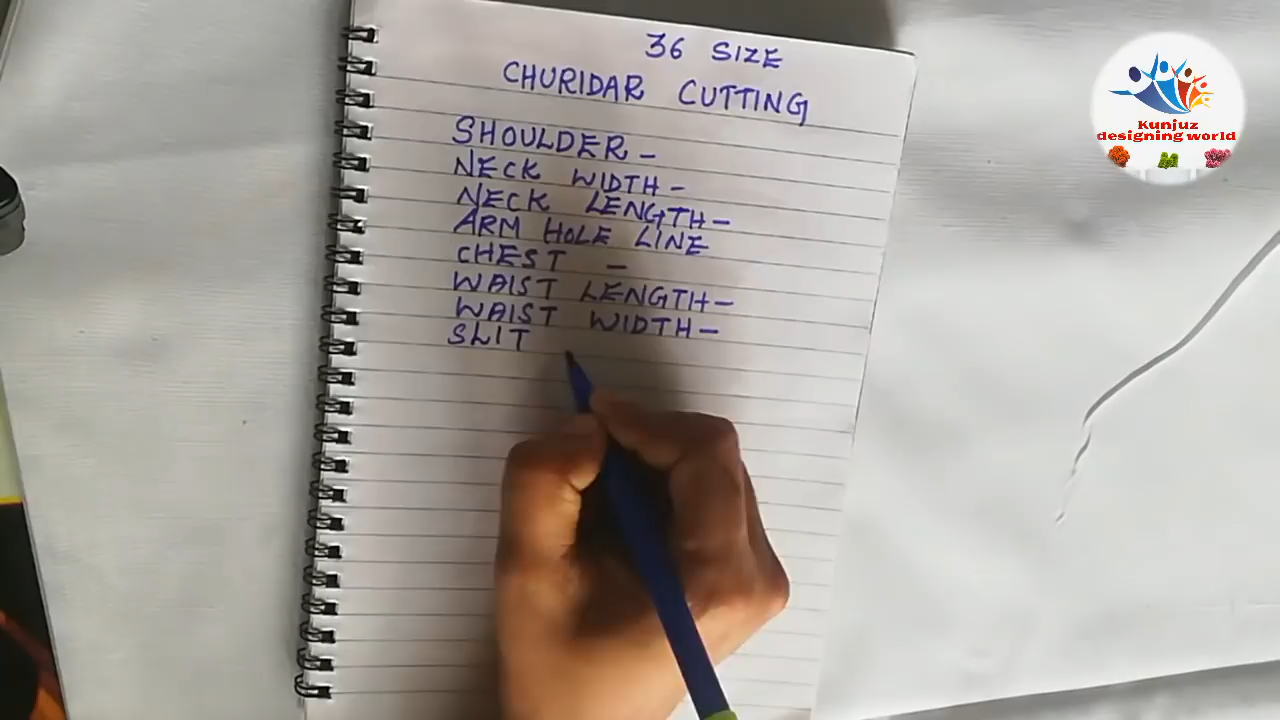 36 SIZE
CHURIDAR CUTTING
SHOULDER -
NECK WIDTH -
NECK LENGTH -
ARM HOLE LINE
CHEST -
WAIST LENGTH -
WAIST WIDTH -
SLIT
Kunjuz
designing world